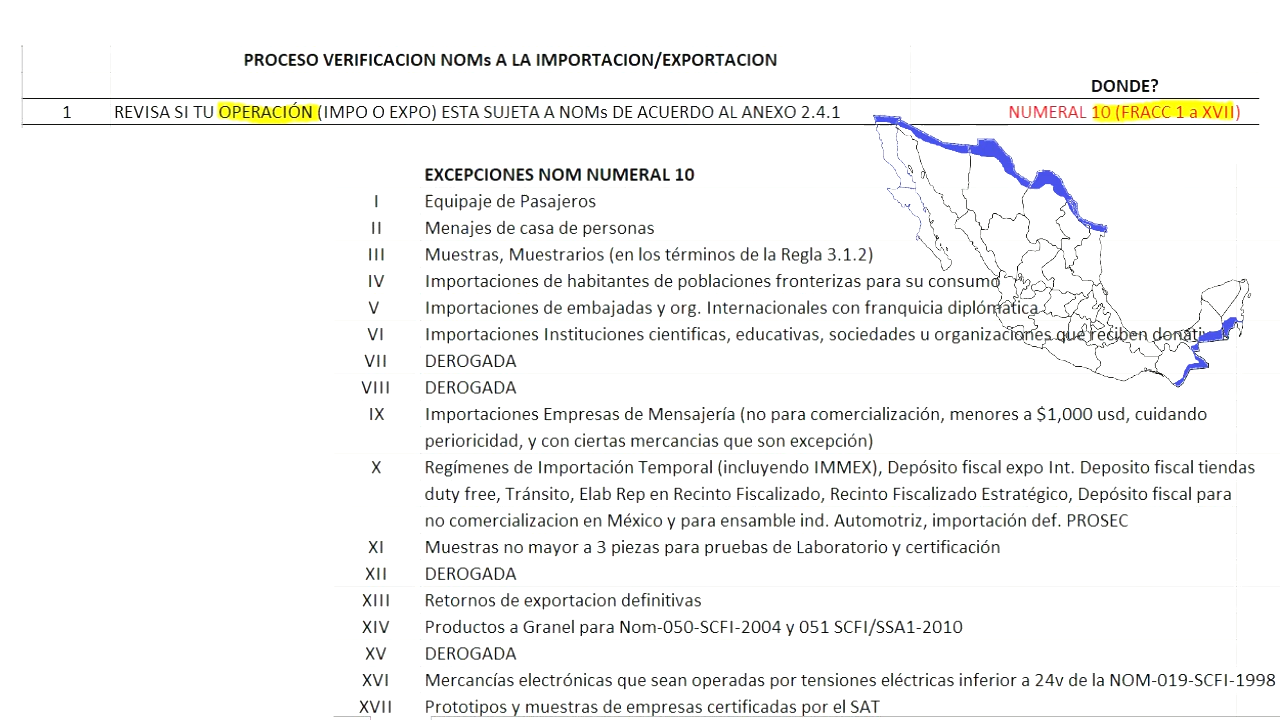 PROCESO VERIFICACION NOMs A LA IMPORTACION/EXPORTACION
DONDE?
1 REVISA SI TU OPERACIÓN (IMPO O EXPO) ESTA SUJETA A NOMs DE ACUERDO AL ANEXO 2.4.1 NUMERAL 10 (FRACC 1 a XVII)
EXCEPCIONES NOM NUMERAL 10
I Equipaje de Pasajeros
II Menajes de casa de personas
III Muestras, Muestrarios (en los términos de la Regla 3.1.2)
IV Importaciones de habitantes de poblaciones fronterizas para su consumo
V Importaciones de embajadas y org. Internacionales con franquicia diplómatica
VI Importaciones Instituciones cientificas, educativas, sociedades u organizaciones que reciben donativos
VII DEROGADA
VIII DEROGADA
IX Importaciones Empresas de Mensajería (no para comercialización, menores a $1,000 usd, cuidando
perioricidad, y con ciertas mercancias que son excepción)
X Regímenes de Importación Temporal (incluyendo IMMEX), Depósito fiscal expo Int. Deposito fiscal tiendas
duty free, Tránsito, Elab Rep en Recinto Fiscalizado, Recinto Fiscalizado Estratégico, Depósito fiscal para
no comercializacion en México y para ensamble ind. Automotriz, importación def. PROSEC
XI Muestras no mayor a 3 piezas para pruebas de Laboratorio y certificación
XII DEROGADA
XIII Retornos de exportacion definitivas
XIV Productos a Granel para Nom-050-SCFI-2004 y 051 SCFI/SSA1-2010
XV DEROGADA
XVI Mercancías electrónicas que sean operadas por tensiones eléctricas inferior a 24v de la NOM-019-SCFI-1998
XVII Prototipos y muestras de empresas certificadas por el SAT